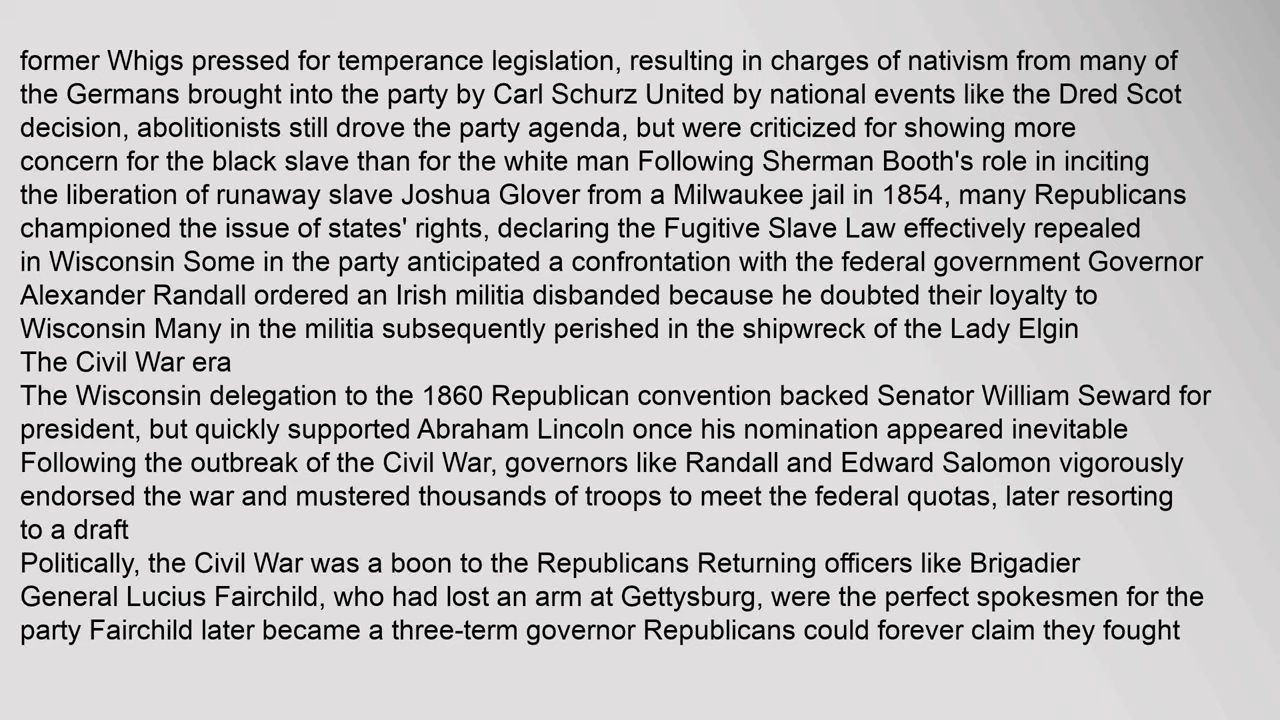 former Whigs pressed for temperance legislation, resulting in charges of nativism from many of
the Germans brought into the party by Carl Schurz United by national events like the Dred Scot
decision, abolitionists still drove the party agenda, but were criticized for showing more
concern for the black slave than for the white man Following Sherman Booth's role in inciting
the liberation of runaway slave Joshua Glover from a Milwaukee jail in 1854, many Republicans
championed the issue of states' rights, declaring the Fugitive Slave Law effectively repealed
in Wisconsin Some in the party anticipated a confrontation with the federal government Governor
Alexander Randall ordered an Irish militia disbanded because he doubted their loyalty to
Wisconsin Many in the militia subsequently perished in the shipwreck of the Lady Elgin
The Civil War era
The Wisconsin delegation to the 1860 Republican convention backed Senator William Seward for
president, but quickly supported Abraham Lincoln once his nomination appeared inevitable
Following the outbreak of the Civil War, governors like Randall and Edward Salomon vigorously
endorsed the war and mustered thousands of troops to meet the federal quotas, later resorting
to a draft
Politically, the Civil War was a boon to the Republicans Returning officers like Brigadier
General Lucius Fairchild, who had lost an arm at Gettysburg, were the perfect spokesmen for the
party Fairchild later became a three-term governor Republicans could forever claim they fought